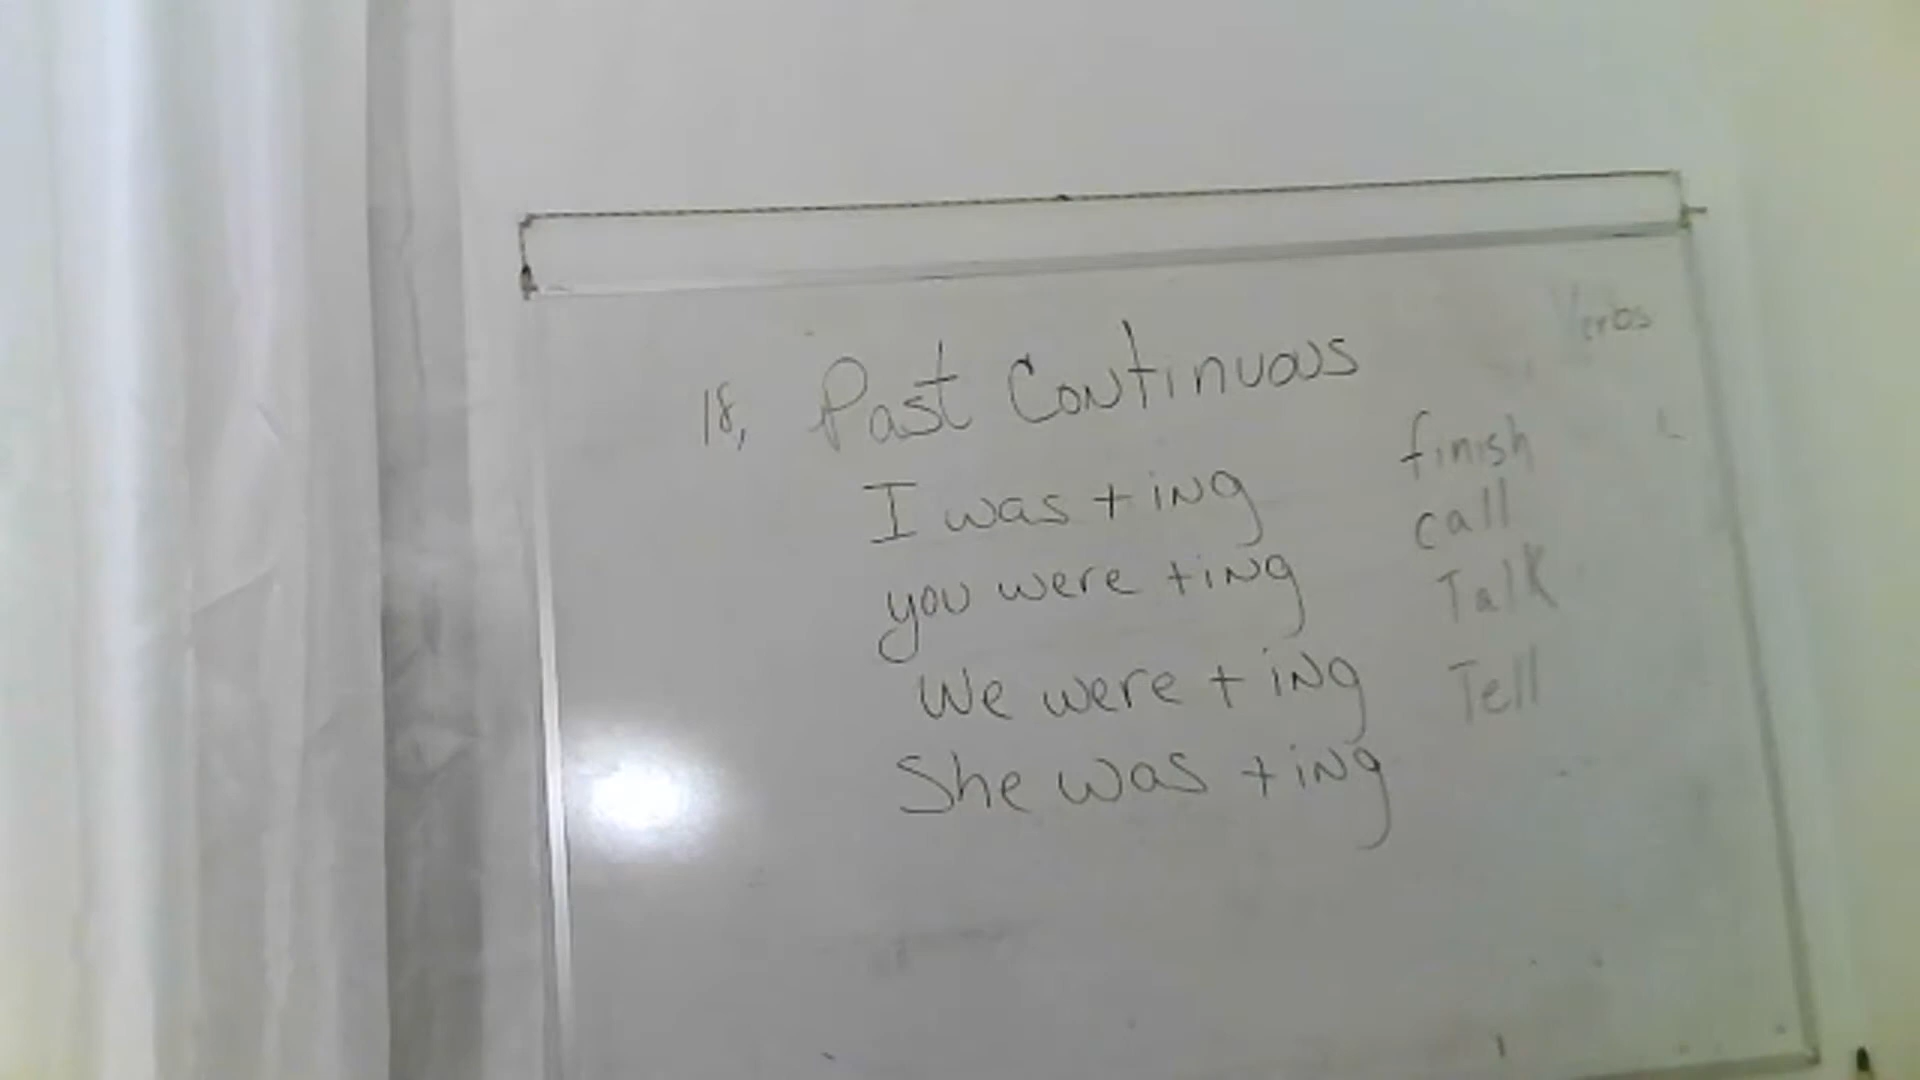 Verbs
18, Past Continuous
I was + ing
you were + ing
We were + ing
She was + ing
finish
call
Talk
Tell